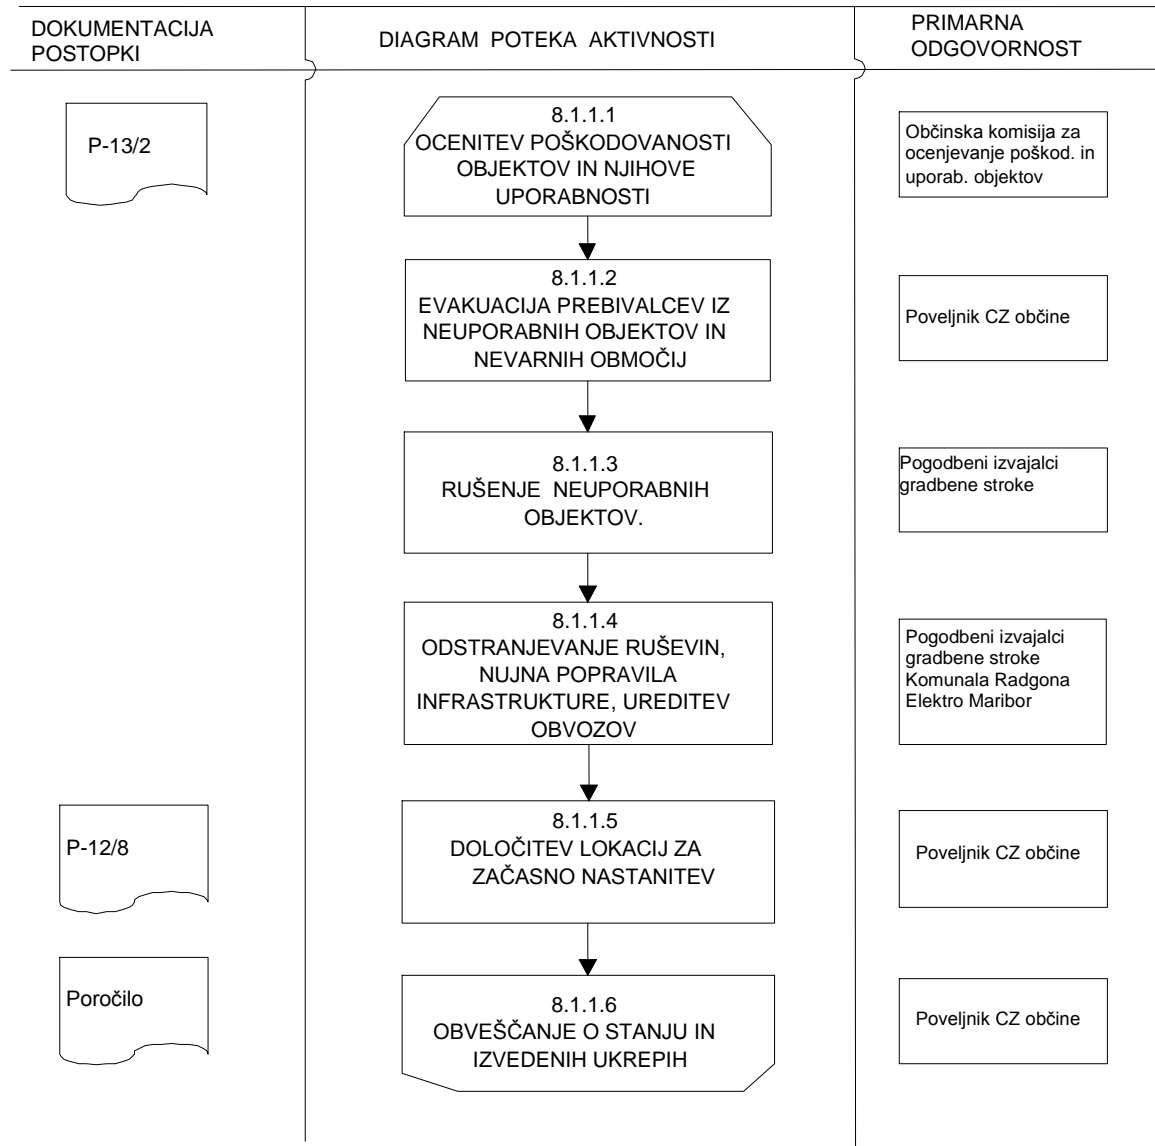 DOKUMENTACIJA
POSTOPKI
DIAGRAM POTEKA AKTIVNOSTI
PRIMARNA
ODGOVORNOST
P-13/2
8.1.1.1
OCENITEV POŠKODOVANOSTI
OBJEKTOV IN NJIHOVE
UPORABNOSTI
Občinska komisija za
ocenjevanje poškod. in
uporab. objektov
8.1.1.2
EVAKUACIJA PREBIVALCEV IZ
NEUPORABNIH OBJEKTOV IN
NEVARNIH OBMOČIJ
Poveljnik CZ občine
8.1.1.3
RUŠENJE NEUPORABNIH
OBJEKTOV.
Pogodbeni izvajalci
gradbene stroke
8.1.1.4
ODSTRANJEVANJE RUŠEVIN,
NUJNA POPRAVILA
INFRASTRUKTURE, UREDITEV
OBVOZOV
Pogodbeni izvajalci
gradbene stroke
Komunala Radgona
Elektro Maribor
P-12/8
8.1.1.5
DOLOČITEV LOKACIJ ZA
ZAČASNO NASTANITEV
Poveljnik CZ občine
Poročilo
8.1.1.6
OBVEŠČANJE O STANJU IN
IZVEDENIH UKREPIH
Poveljnik CZ občine